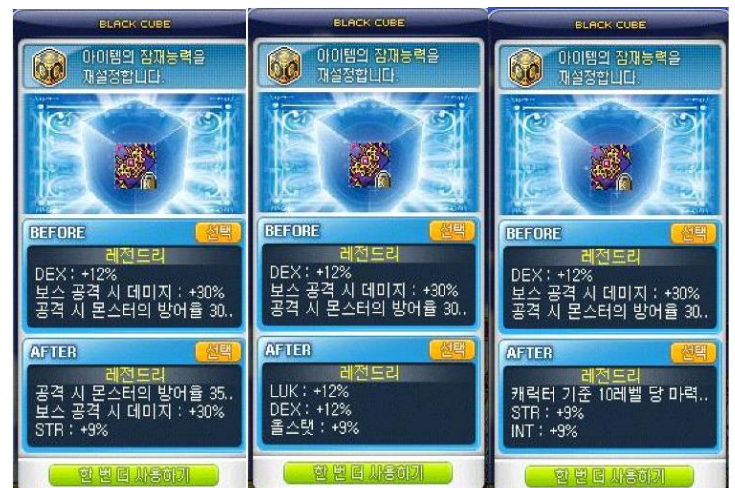 BLACK CUBE
아이템의 잠재능력을
재설정합니다.
BEFORE
선택
레전드리
DEX : +12%
보스 공격 시 데미지 : +30%
공격 시 몬스터의 방어율 30..
AFTER
선택
레전드리
공격 시 몬스터의 방어율 35..
보스 공격 시 데미지 : +30%
STR : +9%
한 번 더 사용하기
BLACK CUBE
아이템의 잠재능력을
재설정합니다.
BEFORE
선택
레전드리
DEX : +12%
보스 공격 시 데미지 : +30%
공격 시 몬스터의 방어율 30..
AFTER
선택
레전드리
LUK : +12%
DEX : +12%
올스탯 : +9%
한 번 더 사용하기
BLACK CUBE
아이템의 잠재능력을
재설정합니다.
BEFORE
선택
레전드리
DEX : +12%
보스 공격 시 데미지 : +30%
공격 시 몬스터의 방어율 30..
AFTER
선택
레전드리
캐릭터 기준 10레벨 당 마력..
STR : +9%
INT : +9%
한 번 더 사용하기